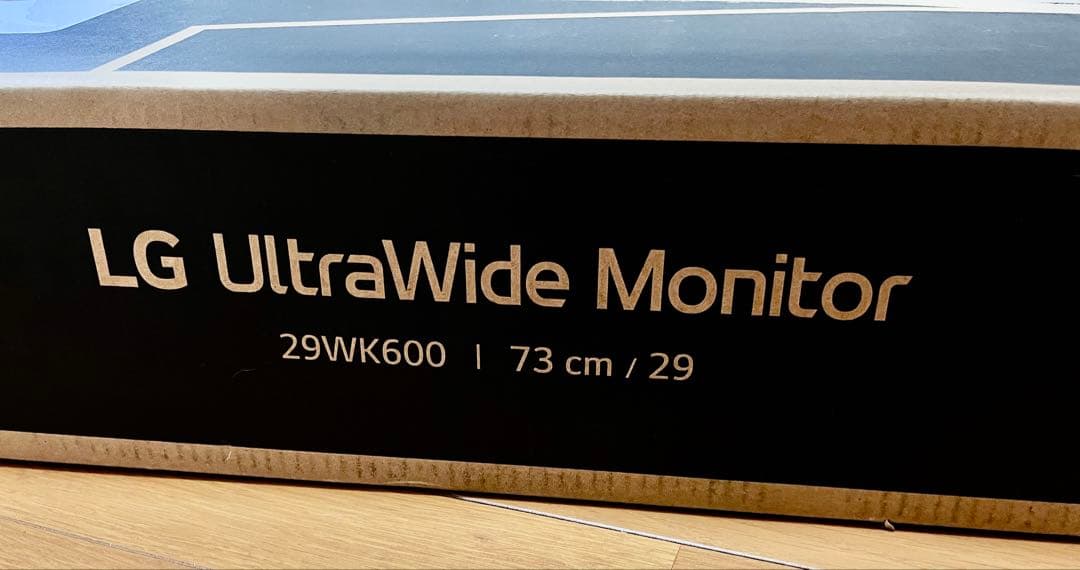 LG UltraWide Monitor
29WK600 | 73 cm / 29